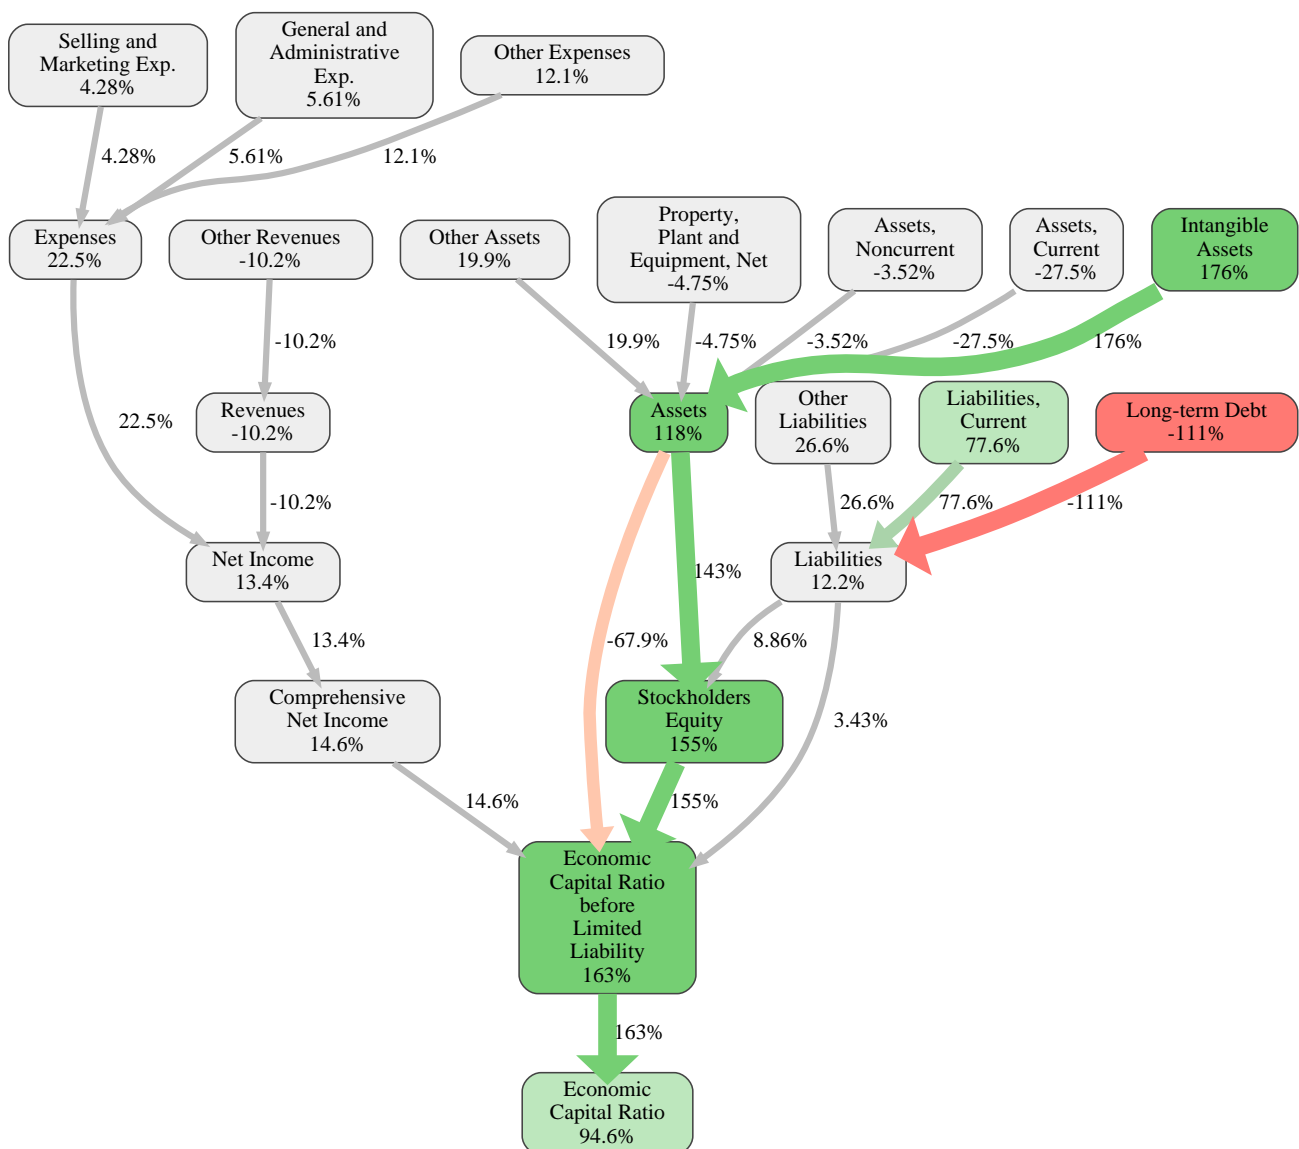 Selling and
Marketing Exp.
4.28%
General and
Administrative
Exp.
5.61%
Other Expenses
12.1%
4.28%
5.61%
12.1%
Expenses
22.5%
Other Revenues
-10.2%
Other Assets
19.9%
Property,
Plant and
Equipment, Net
-4.75%
Assets,
Noncurrent
-3.52%
Assets,
Current
-27.5%
Intangible
Assets
176%
-10.2%
19.9%
-4.75%
-3.52%
-27.5%
176%
22.5%
Revenues
-10.2%
Assets
118%
Other
Liabilities
26.6%
Liabilities,
Current
77.6%
Long-term Debt
-111%
-10.2%
26.6%
77.6%
-111%
Net Income
13.4%
143%
Liabilities
12.2%
13.4%
-67.9%
8.86%
Comprehensive
Net Income
14.6%
Stockholders
Equity
155%
3.43%
14.6%
155%
Economic
Capital Ratio
before
Limited
Liability
163%
163%
Economic
Capital Ratio
94.6%